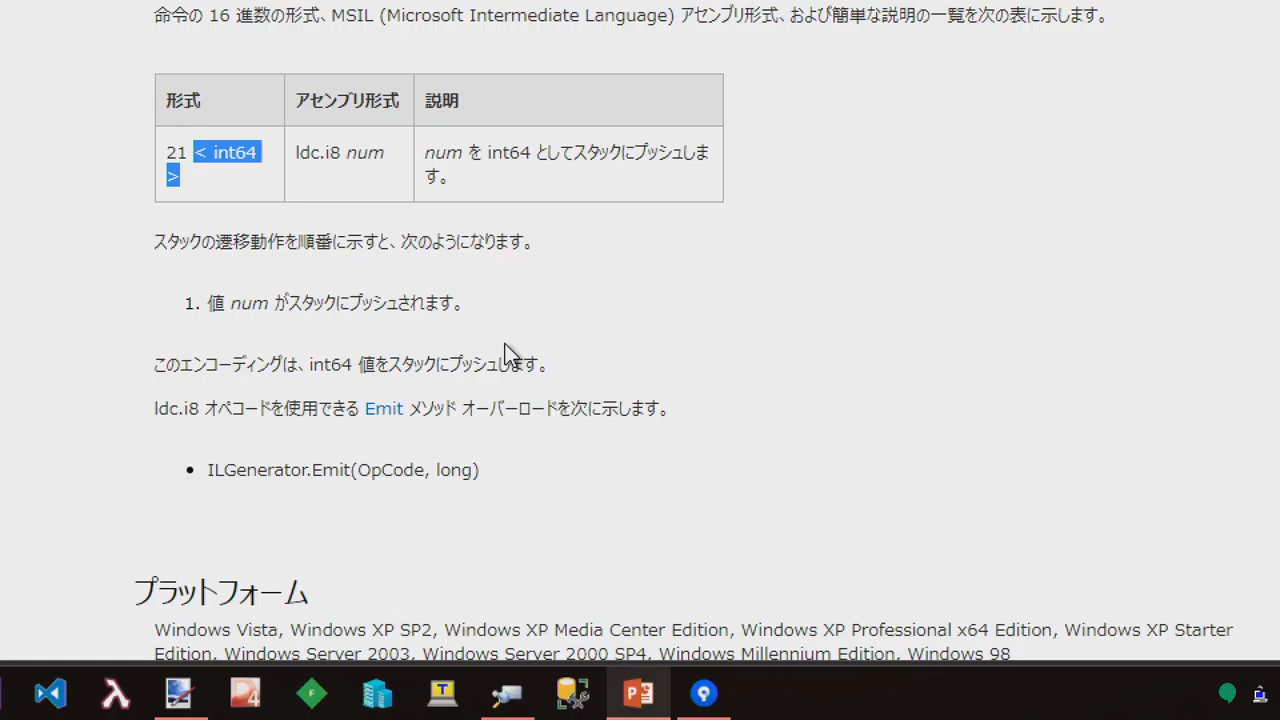 命令の 16 進数の形式、MSIL (Microsoft Intermediate Language) アセンブリ形式、および簡単な説明の一覧を次の表に示します。
形式 アセンブリ形式 説明
21 < int64 ldc.i8 num num を int64 としてスタックにプッシュしま
> す。
スタックの遷移動作を順番に示すと、次のようになります。
1. 値 num がスタックにプッシュされます。
このエンコーディングは、int64 値をスタックにプッシュします。
ldc.i8 オペコードを使用できる Emit メソッド オーバーロードを次に示します。
• ILGenerator.Emit(OpCode, long)
プラットフォーム
Windows Vista, Windows XP SP2, Windows XP Media Center Edition, Windows XP Professional x64 Edition, Windows XP Starter
Edition, Windows Server 2003, Windows Server 2000 SP4, Windows Millennium Edition, Windows 98